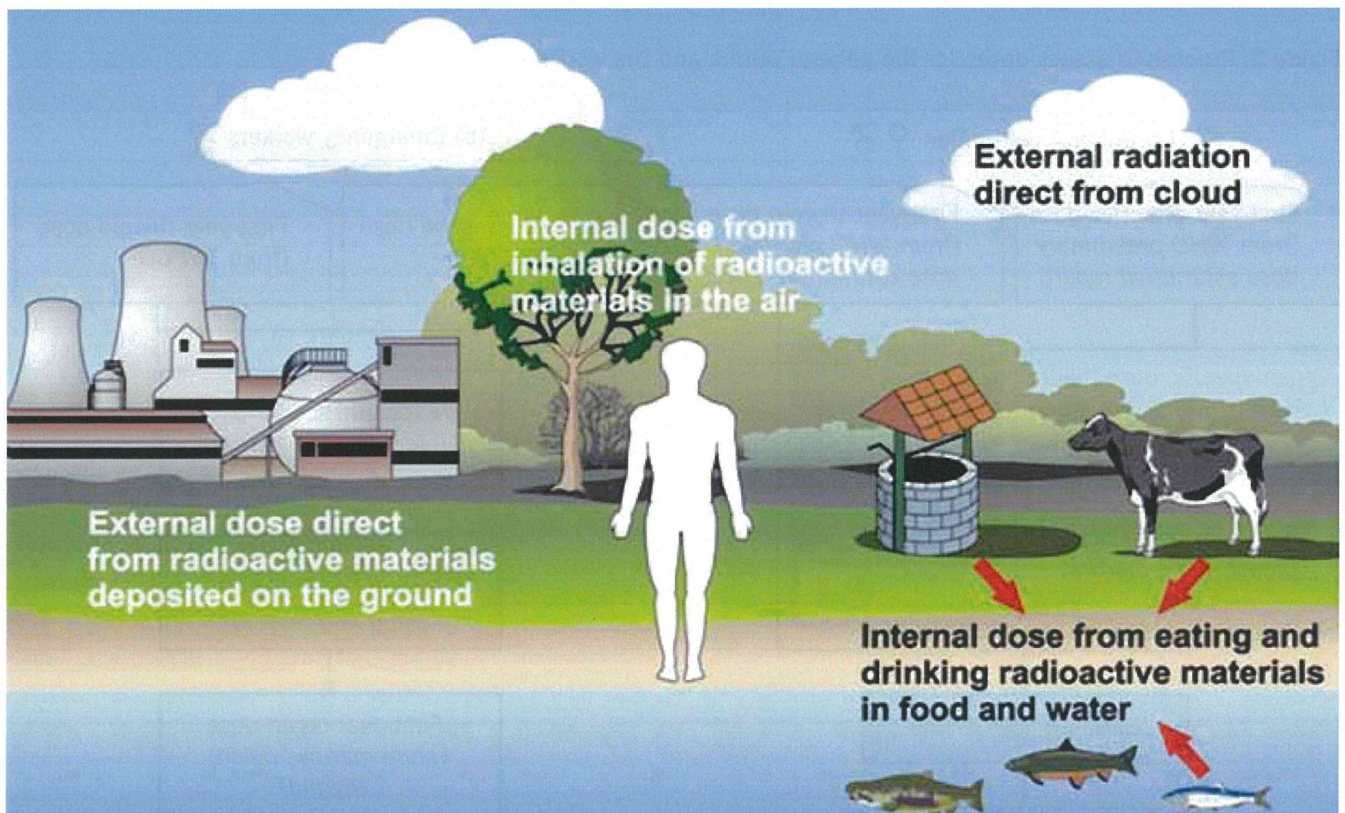 External radiation
direct from cloud
Internal dose from
inhalation of radioactive
materials in the air
External dose direct
from radioactive materials
deposited on the ground
Internal dose from eating and
drinking radioactive materials
in food and water